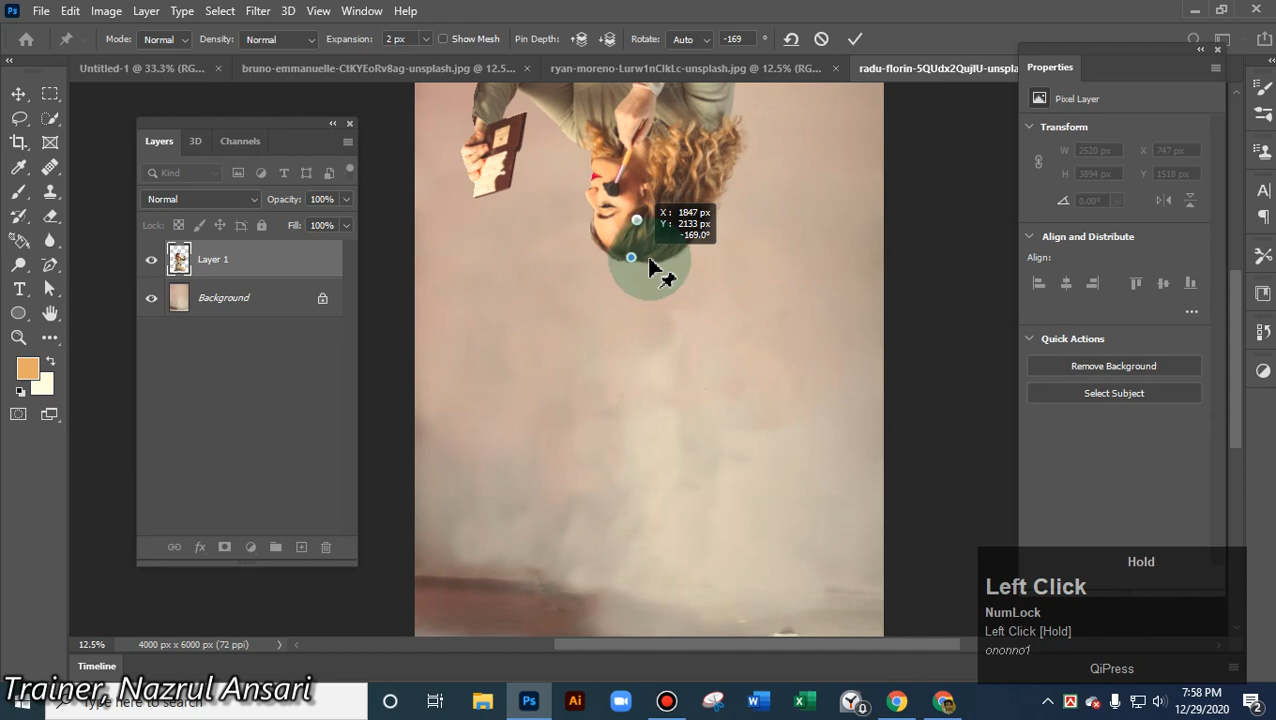 Ps File Edit Image Layer Type Select Filter 3D View Window Help
Mode: Normal Density: Normal Expansion: 2 px Show Mesh Pin Depth: Rotate: Auto -169 °
Untitled-1 @ 33.3% (RG... × bruno-emmanuelle-CtKYEoRv8ag-unsplash.jpg @ 12.5... × ryan-moreno-Lurw1nClkLc-unsplash.jpg @ 12.5% (RG... × radu-florin-5QUdx2QujIU-unspla
Properties
Pixel Layer
Transform
W 2520 px X 747 px
H 3894 px Y 1518 px
0.00°
Align and Distribute
Align:
Quick Actions
Remove Background
Select Subject
Layers 3D Channels
Kind
Normal Opacity: 100%
Lock: Fill: 100%
Layer 1
Background
X: 1847 px
Y: 2133 px
-169.0°
Hold
Left Click
NumLock
Left Click [Hold]
ononno1
QiPress
12.5% 4000 px x 6000 px (72 ppi)
Timeline
Trainer, Nazrul Ansari
Type here to search
7:58 PM
12/29/2020
2